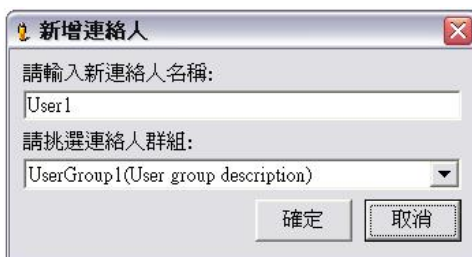 新增連絡人
請輸入新連絡人名稱:
User1
請挑選連絡人群組:
UserGroup1(User group description)
確定 取消